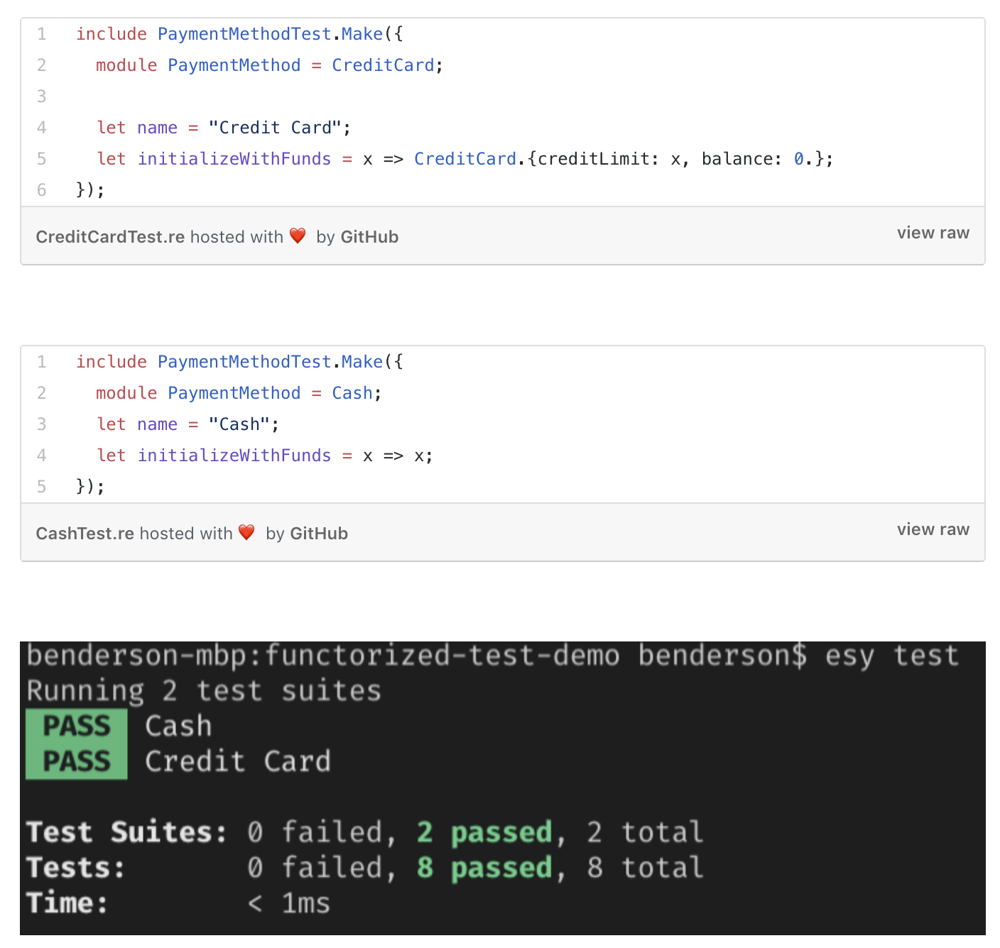 1 include PaymentMethodTest.Make({
2 module PaymentMethod = CreditCard;
3
4 let name = "Credit Card";
5 let initializeWithFunds = x => CreditCard.{creditLimit: x, balance: 0.};
6 });
CreditCardTest.re hosted with ❤ by GitHub view raw
1 include PaymentMethodTest.Make({
2 module PaymentMethod = Cash;
3 let name = "Cash";
4 let initializeWithFunds = x => x;
5 });
CashTest.re hosted with ❤ by GitHub view raw
benderson-mbp:functorized-test-demo benderson$ esy test
Running 2 test suites
PASS Cash
PASS Credit Card
Test Suites: 0 failed, 2 passed, 2 total
Tests: 0 failed, 8 passed, 8 total
Time: < 1ms